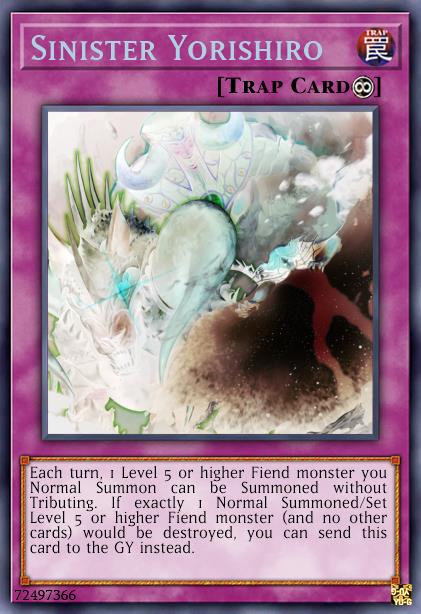 Sinister Yorishiro
TRAP
罠
[Trap Card]
Each turn, 1 Level 5 or higher Fiend monster you
Normal Summon can be Summoned without
Tributing. If exactly 1 Normal Summoned/Set
Level 5 or higher Fiend monster (and no other
cards) would be destroyed, you can send this
card to the GY instead.
72497366